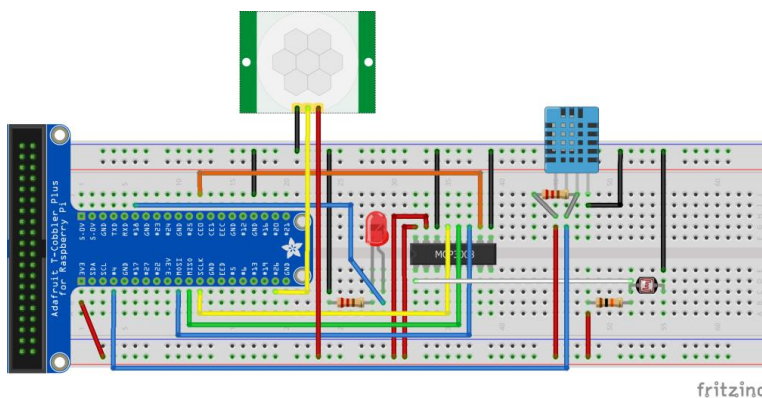 Adafruit T-Cobbler Plus
for Raspberry Pi
5.0V
5.0V
GND
TXD
RXD
#18
GND
#23
#24
GND
#25
CE0
CE1
GND
#12
GND
#16
#20
#21
3V3
SDA
SCL
#4
GND
#17
#27
#22
3.3V
MOSI
MISO
SCLK
GND
#5
#6
#13
#19
#26
GND
MCP3008
fritzing